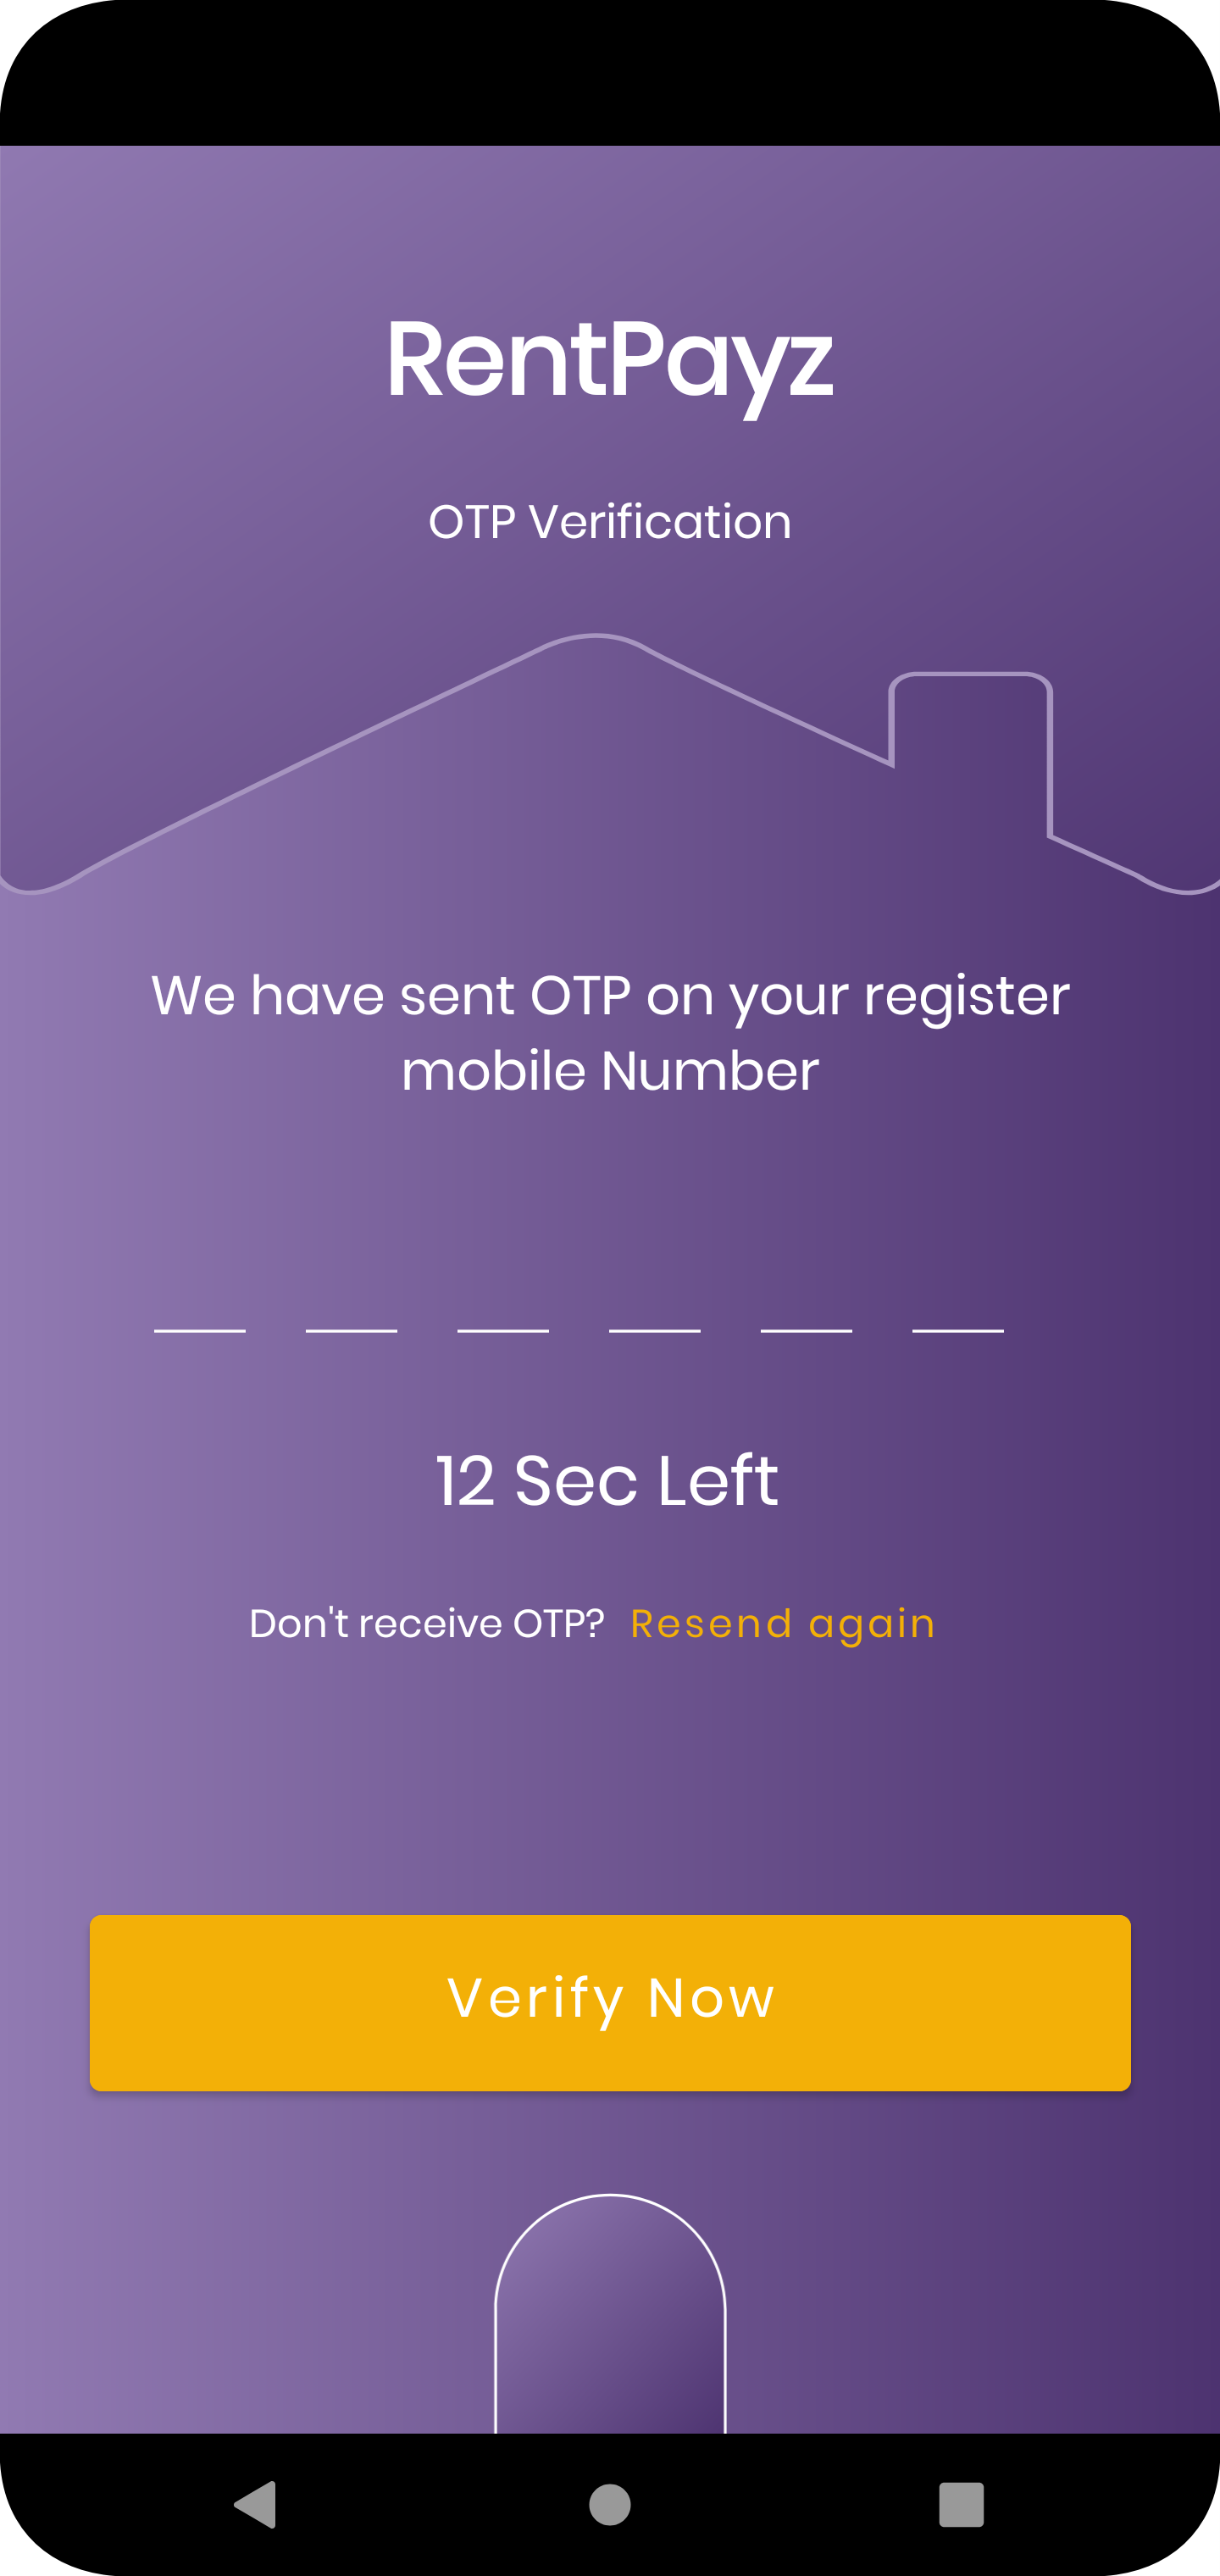 RentPayz
OTP Verification
We have sent OTP on your register
mobile Number
12 Sec Left
Don't receive OTP? Resend again
Verify Now